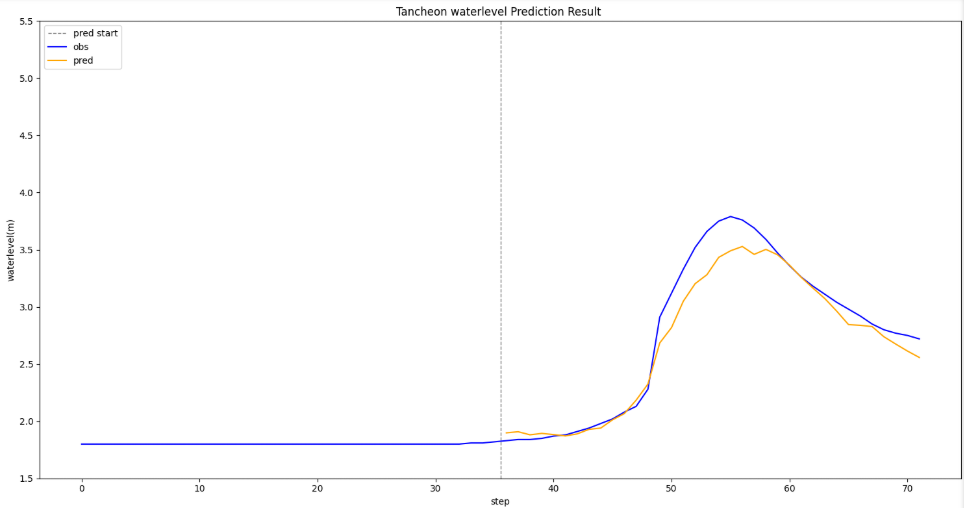 Tancheon waterlevel Prediction Result
pred start
obs
pred
waterlevel(m)
5.5
5.0
4.5
4.0
3.5
3.0
2.5
2.0
1.5
0 10 20 30 40 50 60 70
step